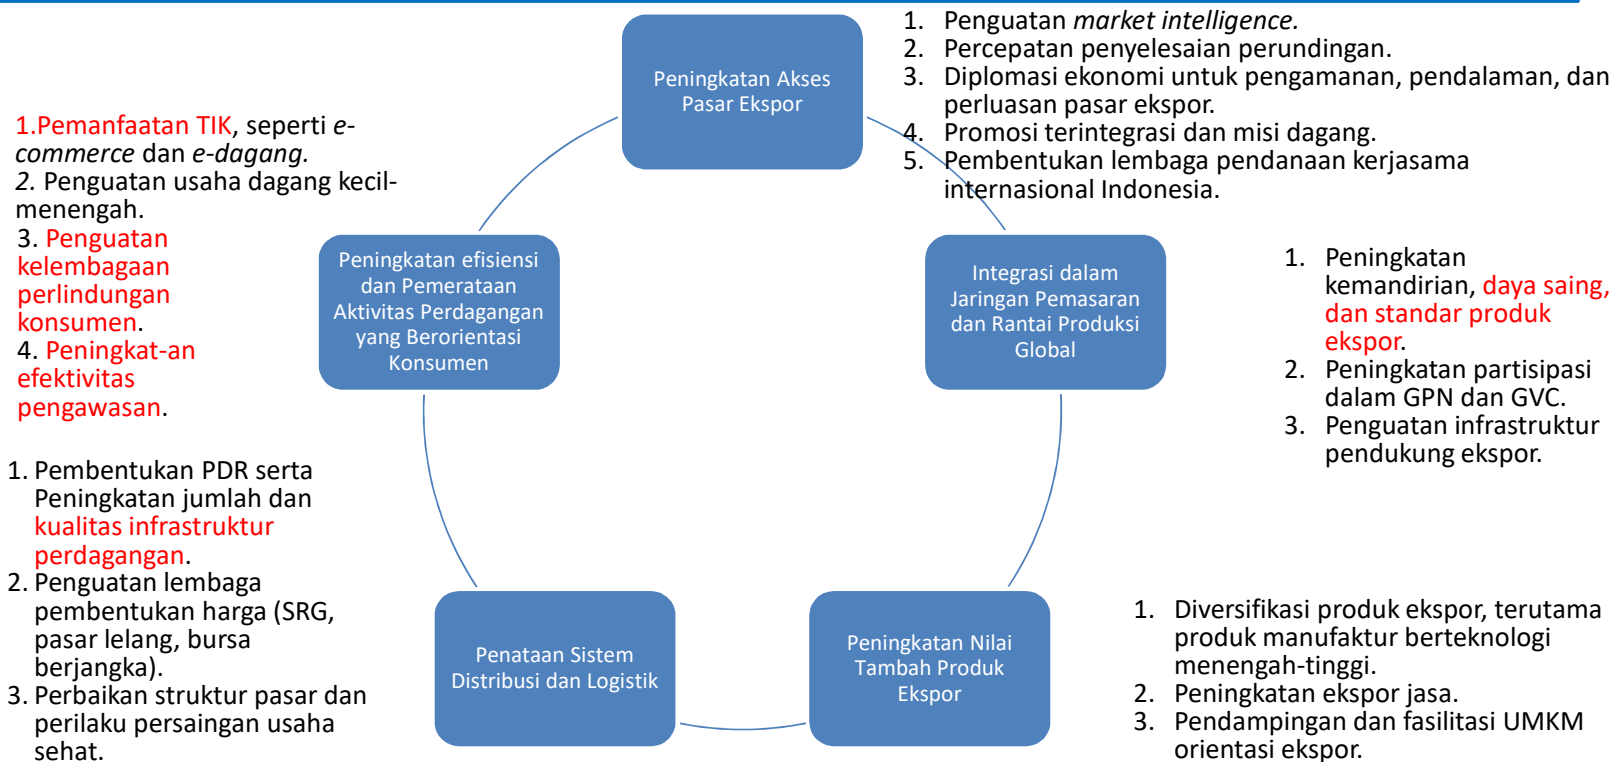 Peningkatan Akses
Pasar Ekspor
1. Penguatan market intelligence.
2. Percepatan penyelesaian perundingan.
3. Diplomasi ekonomi untuk pengamanan, pendalaman, dan
perluasan pasar ekspor.
4. Promosi terintegrasi dan misi dagang.
5. Pembentukan lembaga pendanaan kerjasama
internasional Indonesia.
Integrasi dalam
Jaringan Pemasaran
dan Rantai Produksi
Global
1. Peningkatan
kemandirian, daya saing,
dan standar produk
ekspor.
2. Peningkatan partisipasi
dalam GPN dan GVC.
3. Penguatan infrastruktur
pendukung ekspor.
Peningkatan Nilai
Tambah Produk
Ekspor
1. Diversifikasi produk ekspor, terutama
produk manufaktur berteknologi
menengah-tinggi.
2. Peningkatan ekspor jasa.
3. Pendampingan dan fasilitasi UMKM
orientasi ekspor.
Penataan Sistem
Distribusi dan Logistik
1. Pembentukan PDR serta
Peningkatan jumlah dan
kualitas infrastruktur
perdagangan.
2. Penguatan lembaga
pembentukan harga (SRG,
pasar lelang, bursa
berjangka).
3. Perbaikan struktur pasar dan
perilaku persaingan usaha
sehat.
Peningkatan efisiensi
dan Pemerataan
Aktivitas Perdagangan
yang Berorientasi
Konsumen
1.Pemanfaatan TIK, seperti e-
commerce dan e-dagang.
2. Penguatan usaha dagang kecil-
menengah.
3. Penguatan
kelembagaan
perlindungan
konsumen.
4. Peningkat-an
efektivitas
pengawasan.